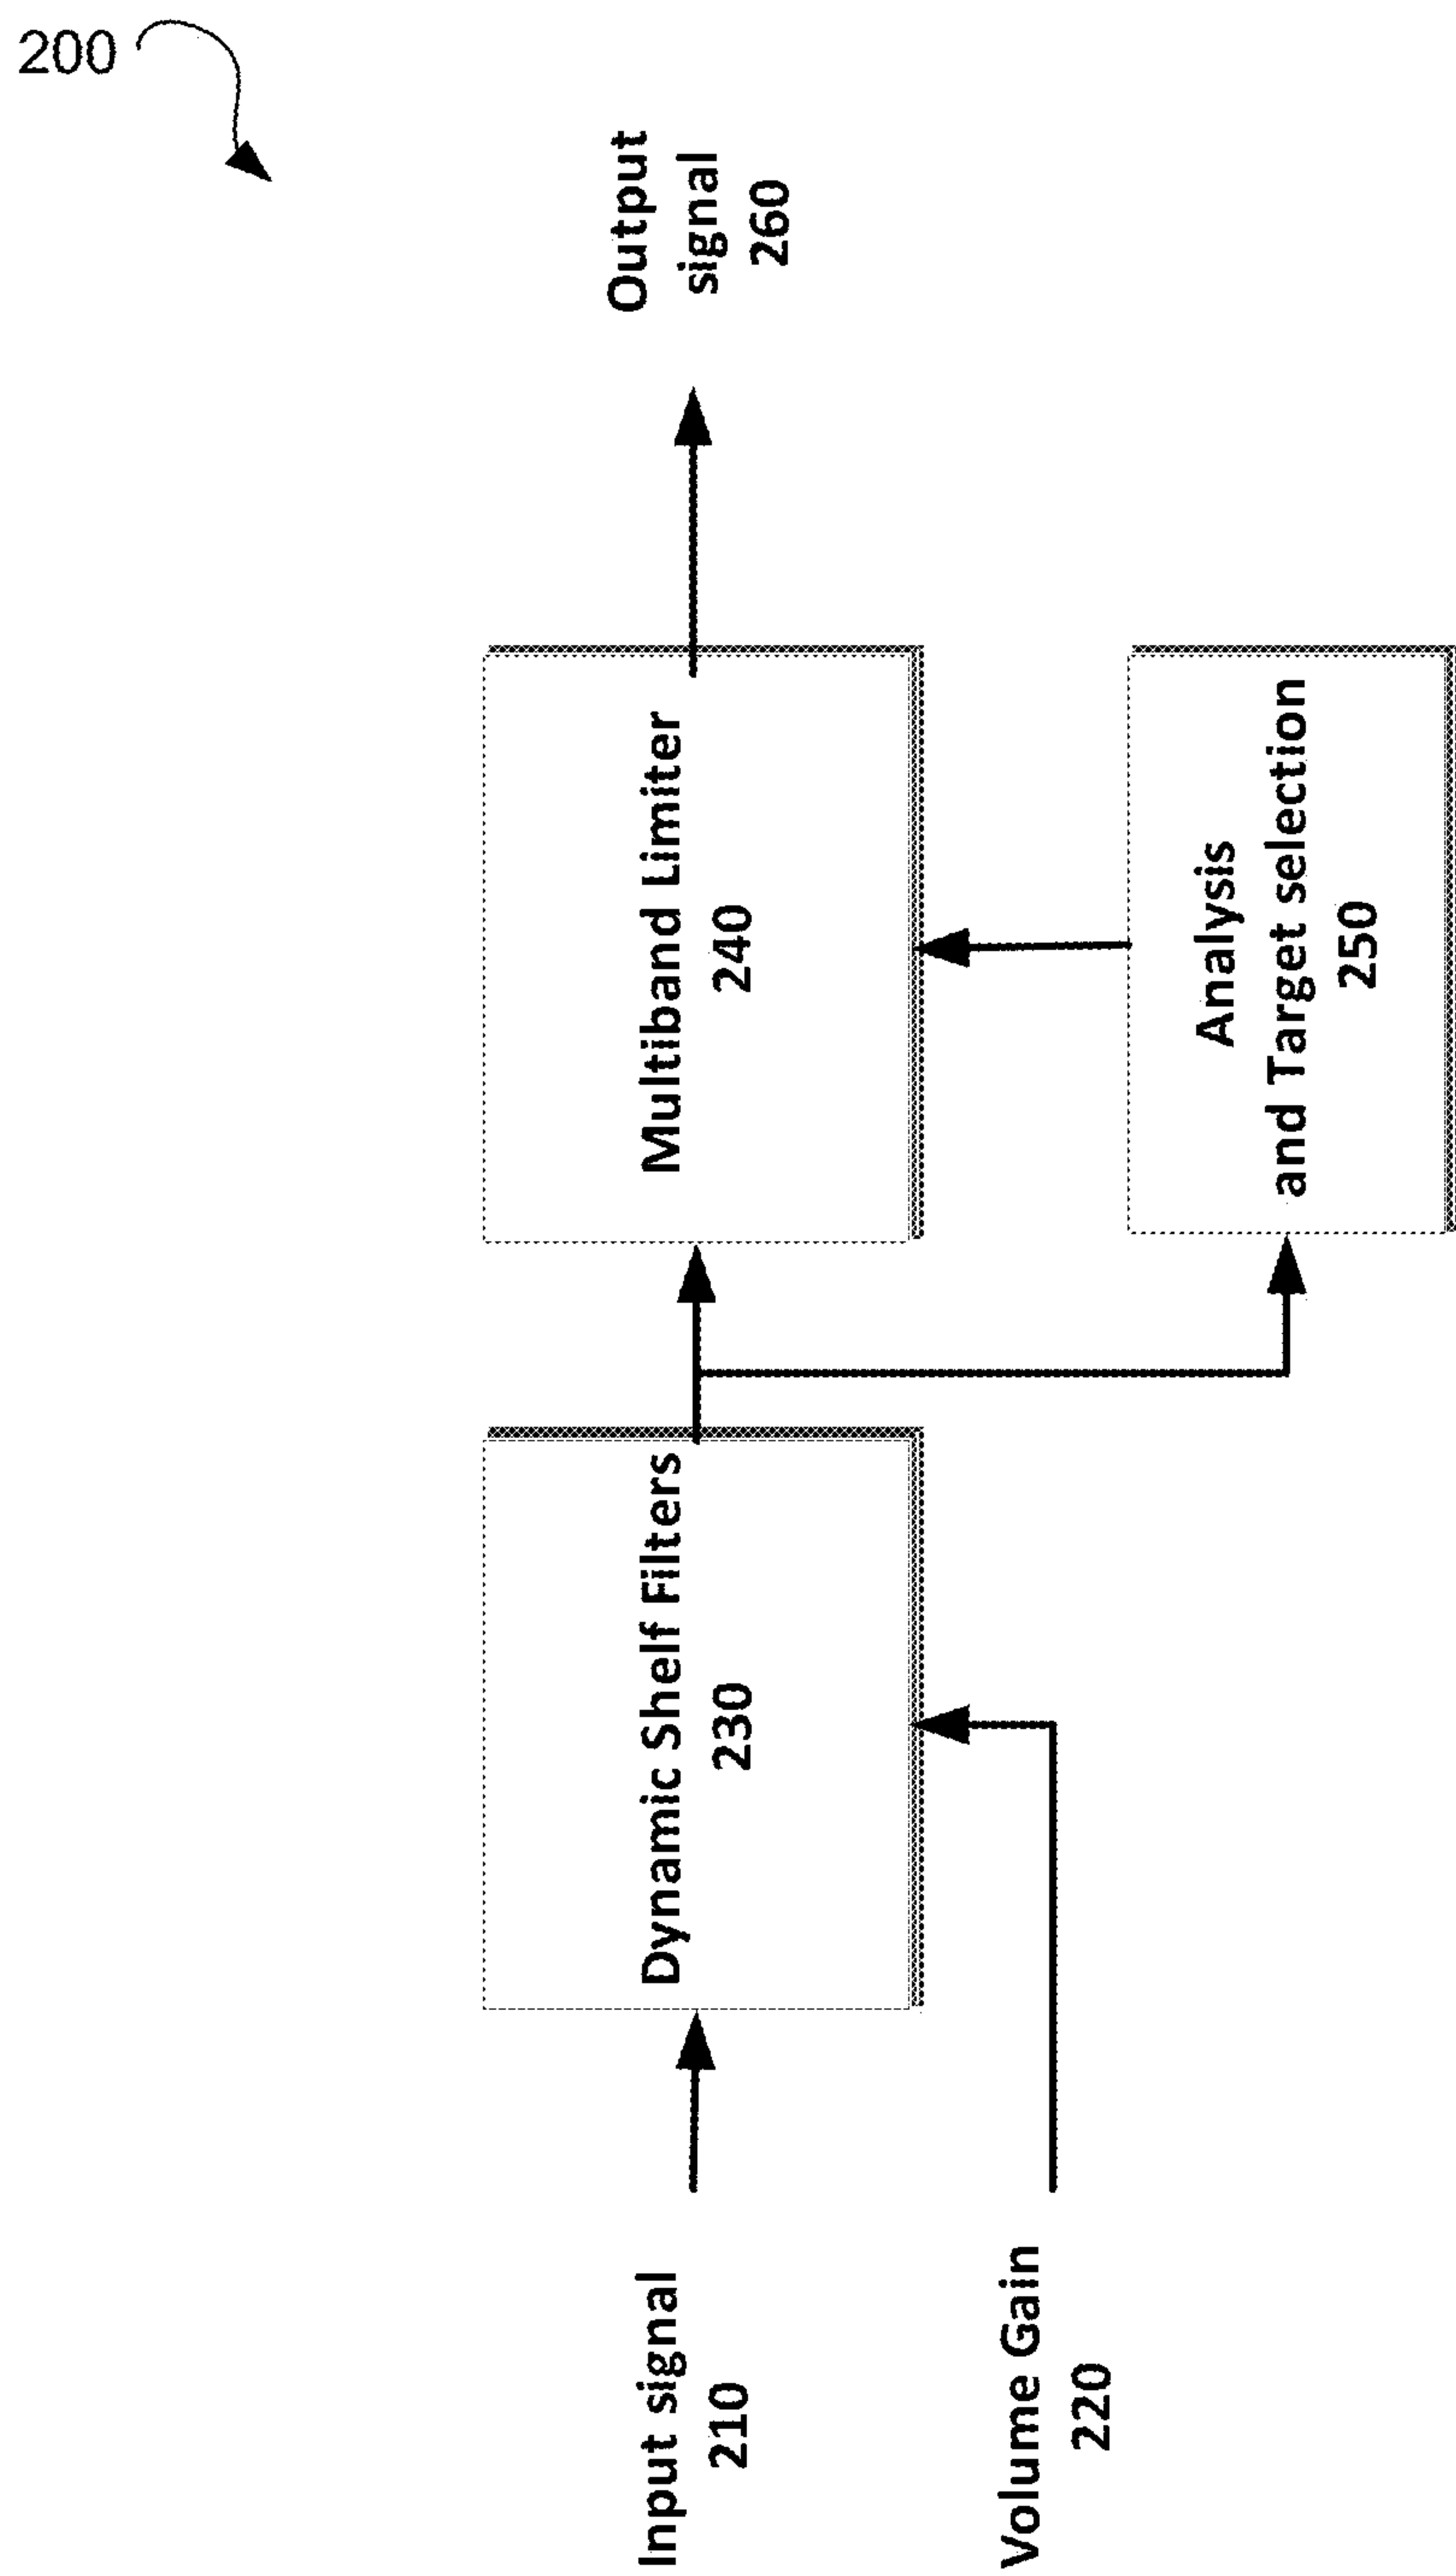 200
Input signal
210
Volume Gain
220
Dynamic Shelf Filters
230
Multiband Limiter
240
Analysis
and Target selection
250
Output
signal
260